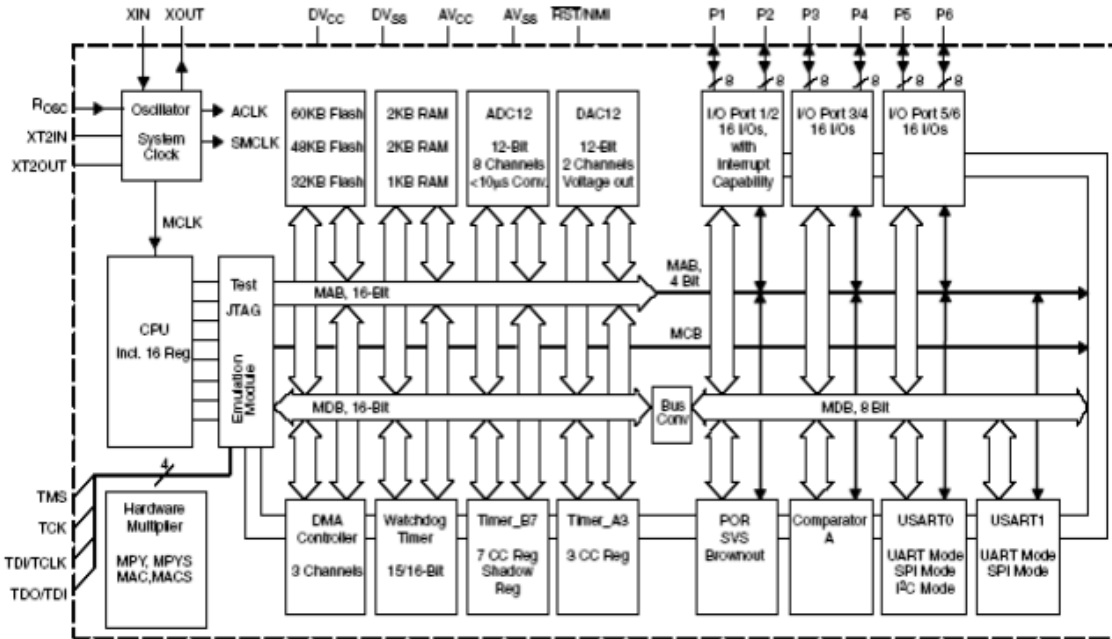 XIN XOUT DVCC DVSS AVCC AVSS RST/NMI P1 P2 P3 P4 P5 P6
8 8 8 8 8 8
ROSC
XT2IN
XT2OUT
Oscillator
System
Clock
ACLK
SMCLK
MCLK
60KB Flash
48KB Flash
32KB Flash
2KB RAM
2KB RAM
1KB RAM
ADC12
12-Bit
8 Channels
<10µs Conv.
DAC12
12-Bit
2 Channels
Voltage out
I/O Port 1/2
16 I/Os,
with
Interrupt
Capability
I/O Port 3/4
16 I/Os
I/O Port 5/6
16 I/Os
CPU
Incl. 16 Reg.
Test
JTAG
Emulation
Module
MAB, 16-Bit
MAB,
4 Bit
MCB
MDB, 16-Bit
Bus
Conv
MDB, 8 Bit
4
TMS
TCK
TDI/TCLK
TDO/TDI
Hardware
Multiplier
MPY, MPYS
MAC,MACS
DMA
Controller
3 Channels
Watchdog
Timer
15/16-Bit
Timer_B7
7 CC Reg
Shadow
Reg
Timer_A3
3 CC Reg
POR
SVS
Brownout
Comparator
A
USART0
UART Mode
SPI Mode
I²C Mode
USART1
UART Mode
SPI Mode